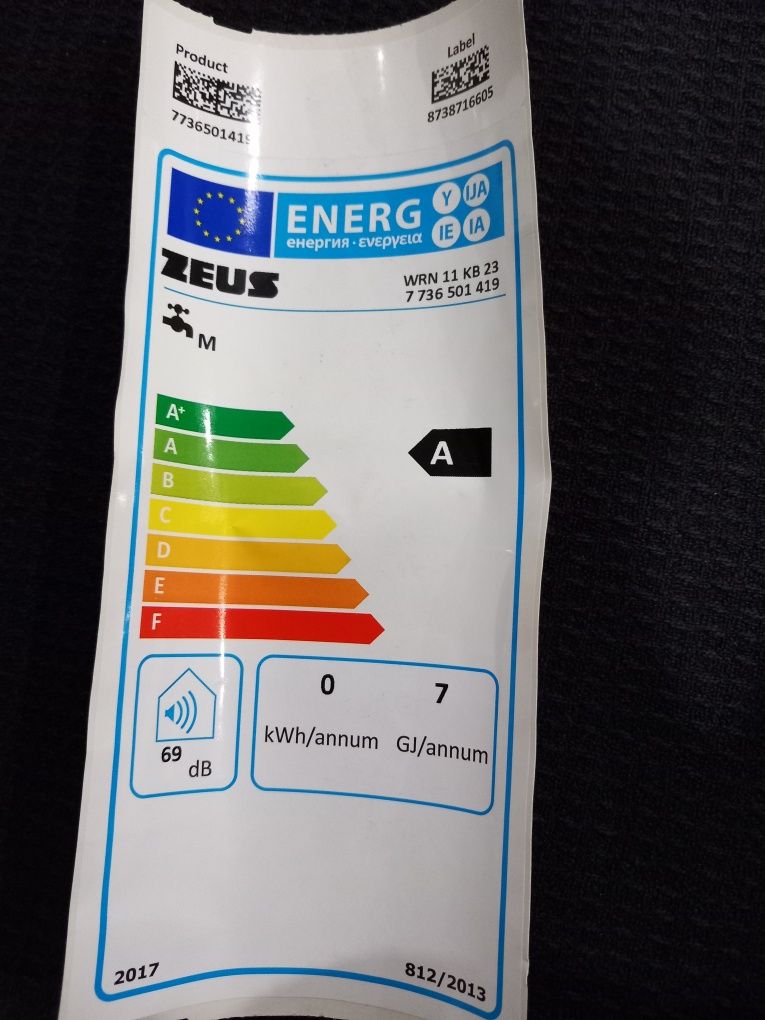 Product
Label
7736501419
8738716605
ENERG
енергия · ενεργεια
Y IJA
IE IA
ZEUS
WRN 11 KB 23
7 736 501 419
M
A+
A
A
B
C
D
E
F
69
dB
0
7
kWh/annum
GJ/annum
2017
812/2013